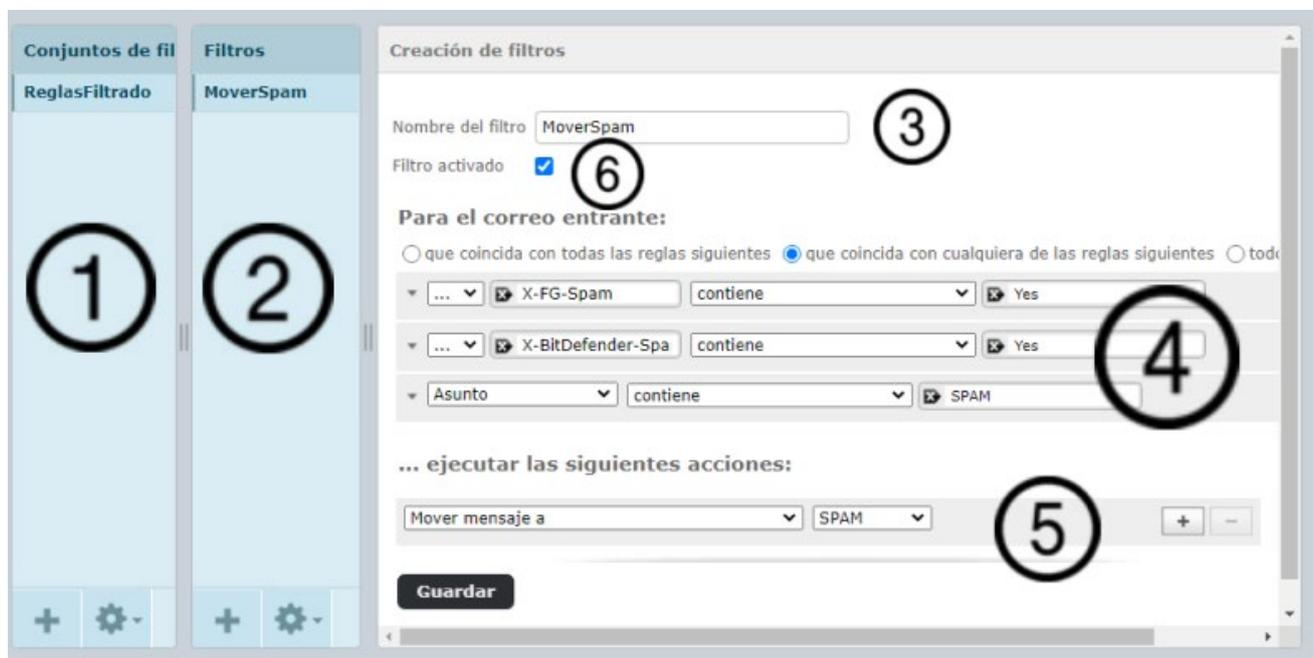 Conjuntos de fil
Filtros
Creación de filtros
ReglasFiltrado
MoverSpam
Nombre del filtro MoverSpam
3
Filtro activado
6
Para el correo entrante:
que coincida con todas las reglas siguientes que coincida con cualquiera de las reglas siguientes todo
1
2
... X-FG-Spam contiene Yes
... X-BitDefender-Spa contiene Yes
4
Asunto contiene SPAM
... ejecutar las siguientes acciones:
Mover mensaje a SPAM
5
+ −
Guardar
+
+